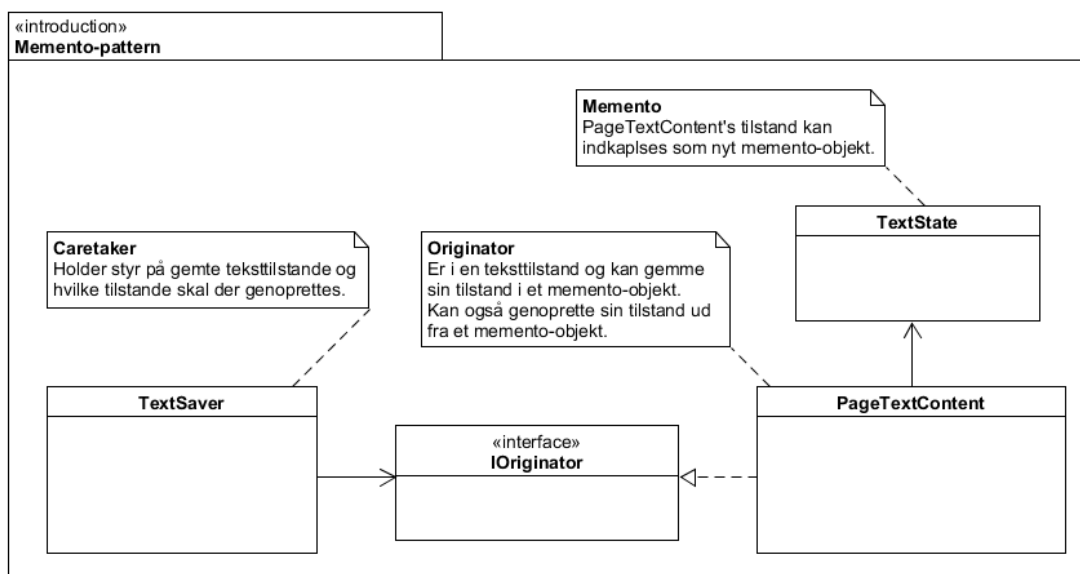 «introduction»
Memento-pattern
Memento
PageTextContent's tilstand kan
indkaplses som nyt memento-objekt.
TextState
Caretaker
Holder styr på gemte teksttilstande og
hvilke tilstande skal der genoprettes.
Originator
Er i en teksttilstand og kan gemme
sin tilstand i et memento-objekt.
Kan også genoprette sin tilstand ud
fra et memento-objekt.
TextSaver
«interface»
IOriginator
PageTextContent